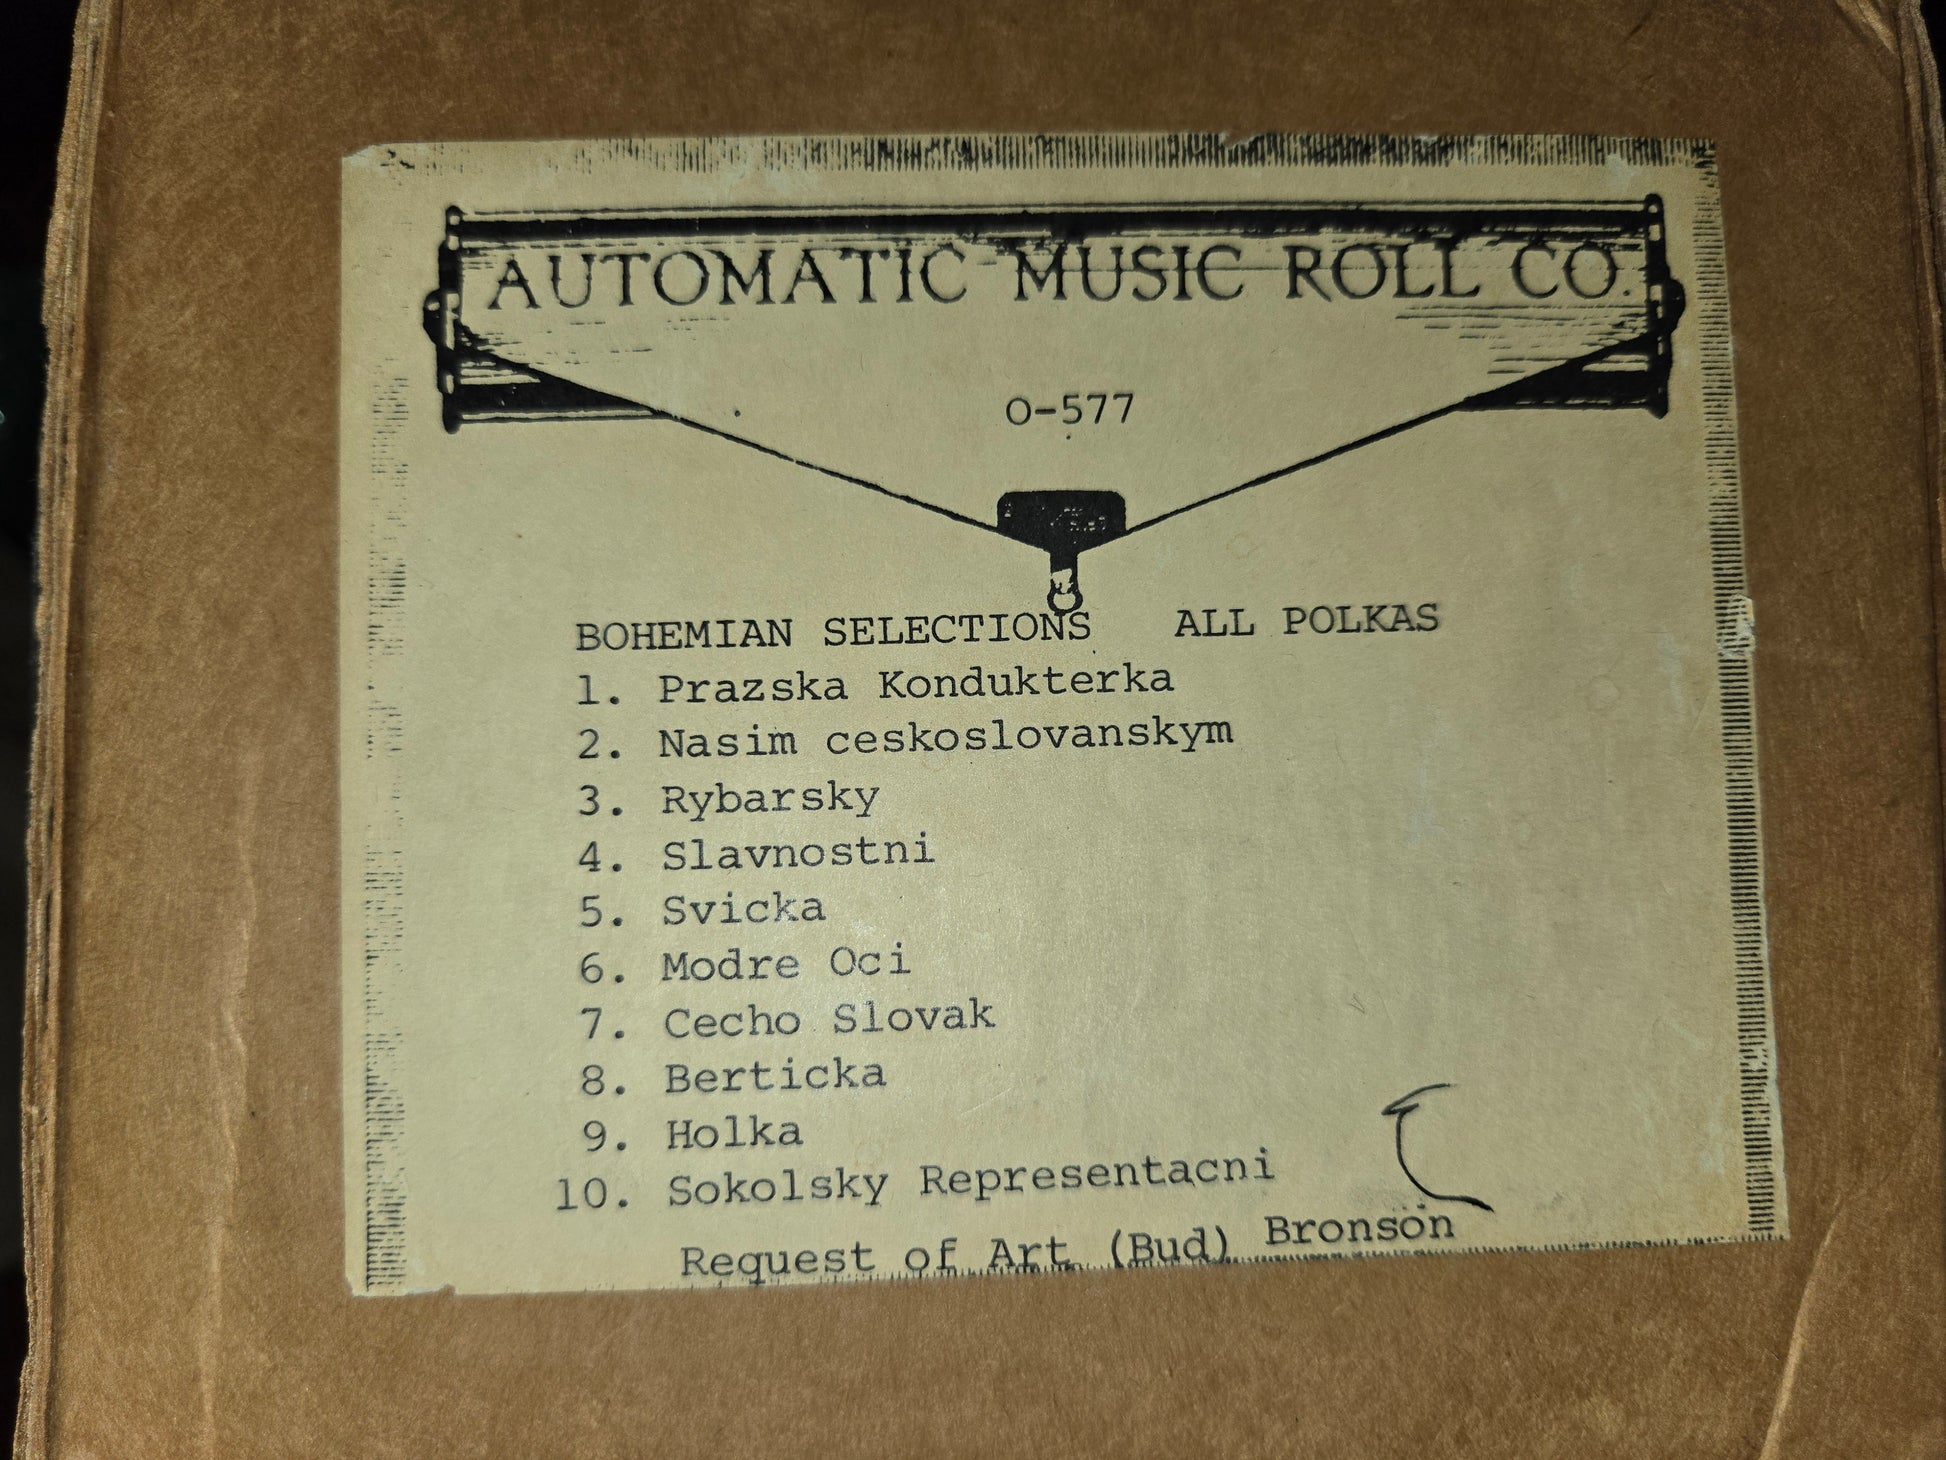 AUTOMATIC MUSIC ROLL CO.
O-577
BOHEMIAN SELECTIONS ALL POLKAS
1. Prazska Kondukterka
2. Nasim ceskoslovanskym
3. Rybarsky
4. Slavnostni
5. Svicka
6. Modre Oci
7. Cecho Slovak
8. Berticka
9. Holka
10. Sokolsky Representacni
Request of Art (Bud) Bronson